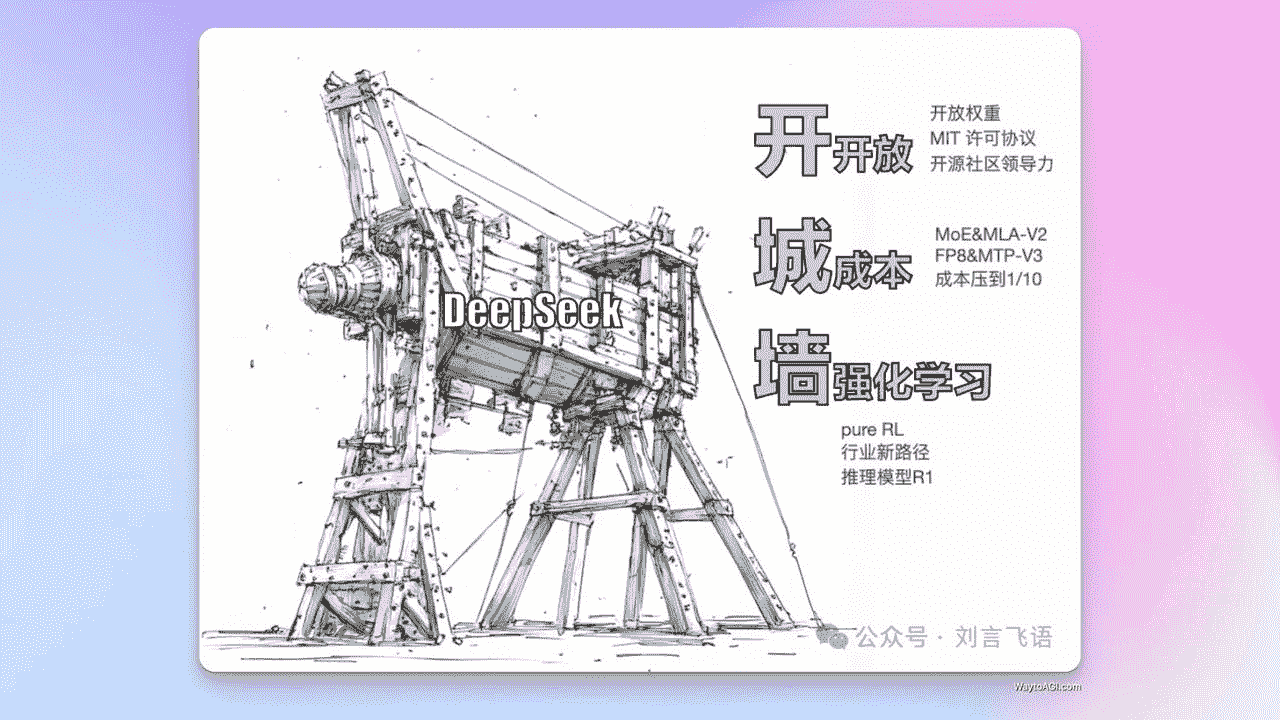 DeepSeek
开 开放
开放权重
MIT 许可协议
开源社区领导力
城 成本
MoE&MLA-V2
FP8&MTP-V3
成本压到1/10
墙 强化学习
pure RL
行业新路径
推理模型R1
公众号 · 刘言飞语
WaytoAGI.com